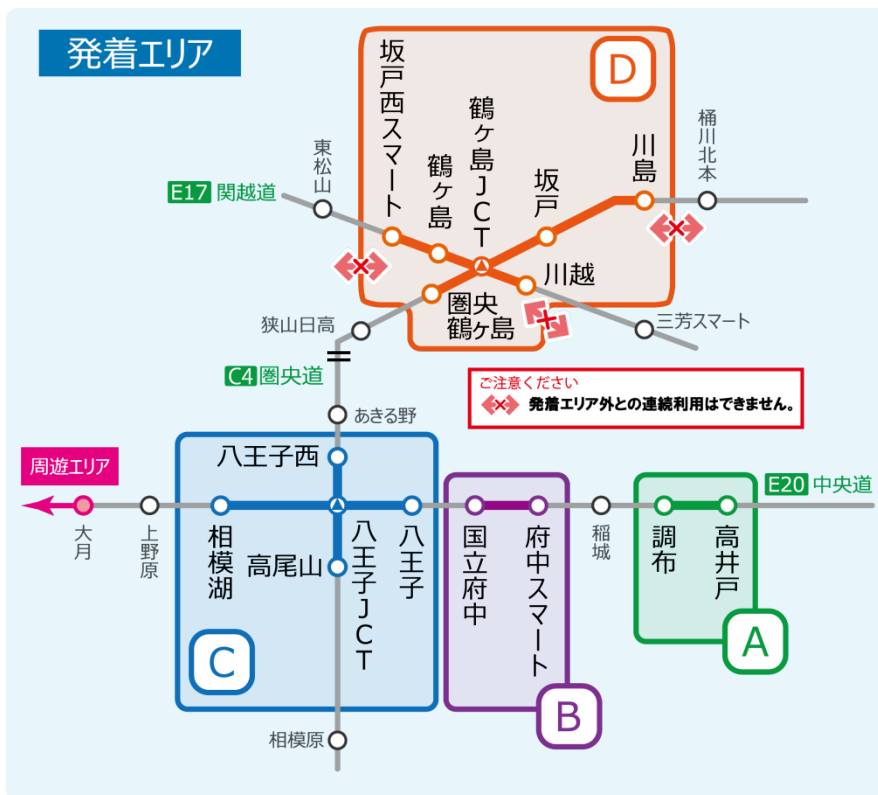 発着エリア
D
坂戸西スマート
鶴ヶ島
鶴ヶ島JCT
坂戸
川島
桶川北本
東松山
E17 関越道
川越
圏央
鶴ヶ島
狭山日高
三芳スマート
C4 圏央道
ご注意ください
発着エリア外との連続利用はできません。
あきる野
八王子西
周遊エリア
E20 中央道
大月
上野原
相模湖
高尾山
八王子JCT
八王子
国立府中
府中スマート
稲城
調布
高井戸
C
B
A
相模原